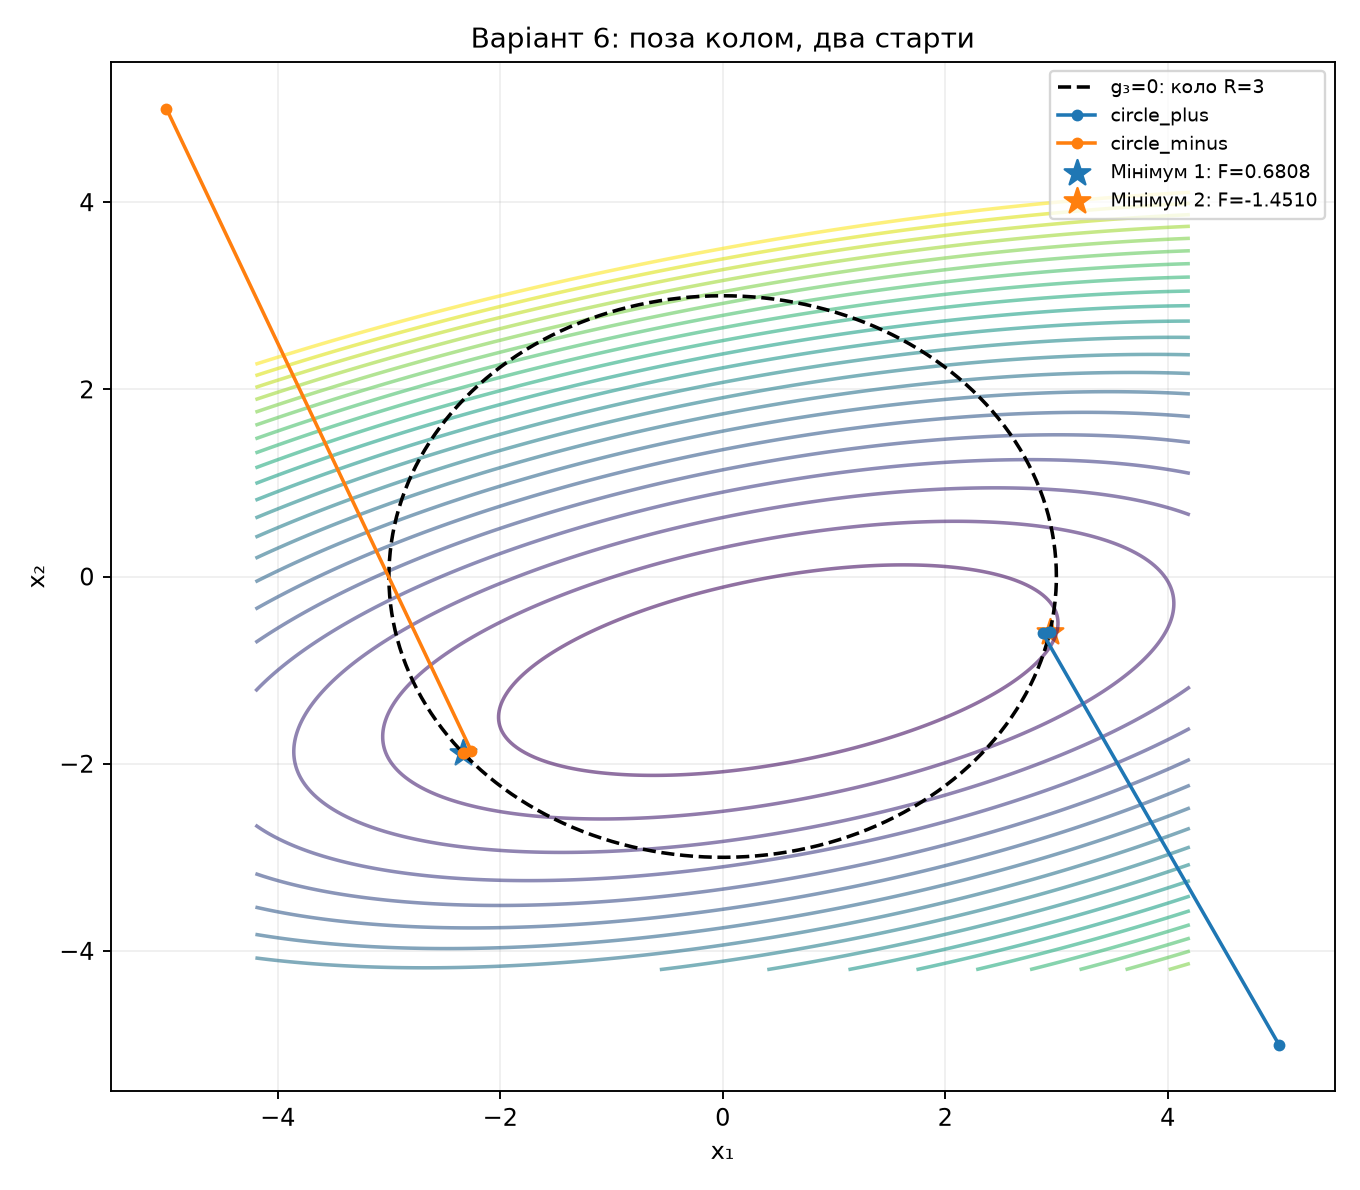 Варіант 6: поза колом, два старти
g₃=0: коло R=3
circle_plus
circle_minus
Мінімум 1: F=0.6808
Мінімум 2: F=-1.4510
4
2
0
−2
−4
x₂
−4
−2
0
2
4
x₁